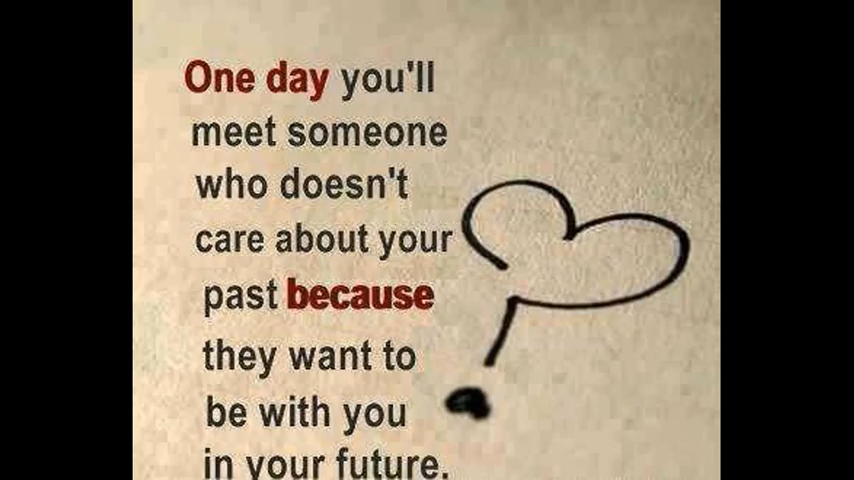 One day you'll
meet someone
who doesn't
care about your
past because
they want to
be with you
in your future.